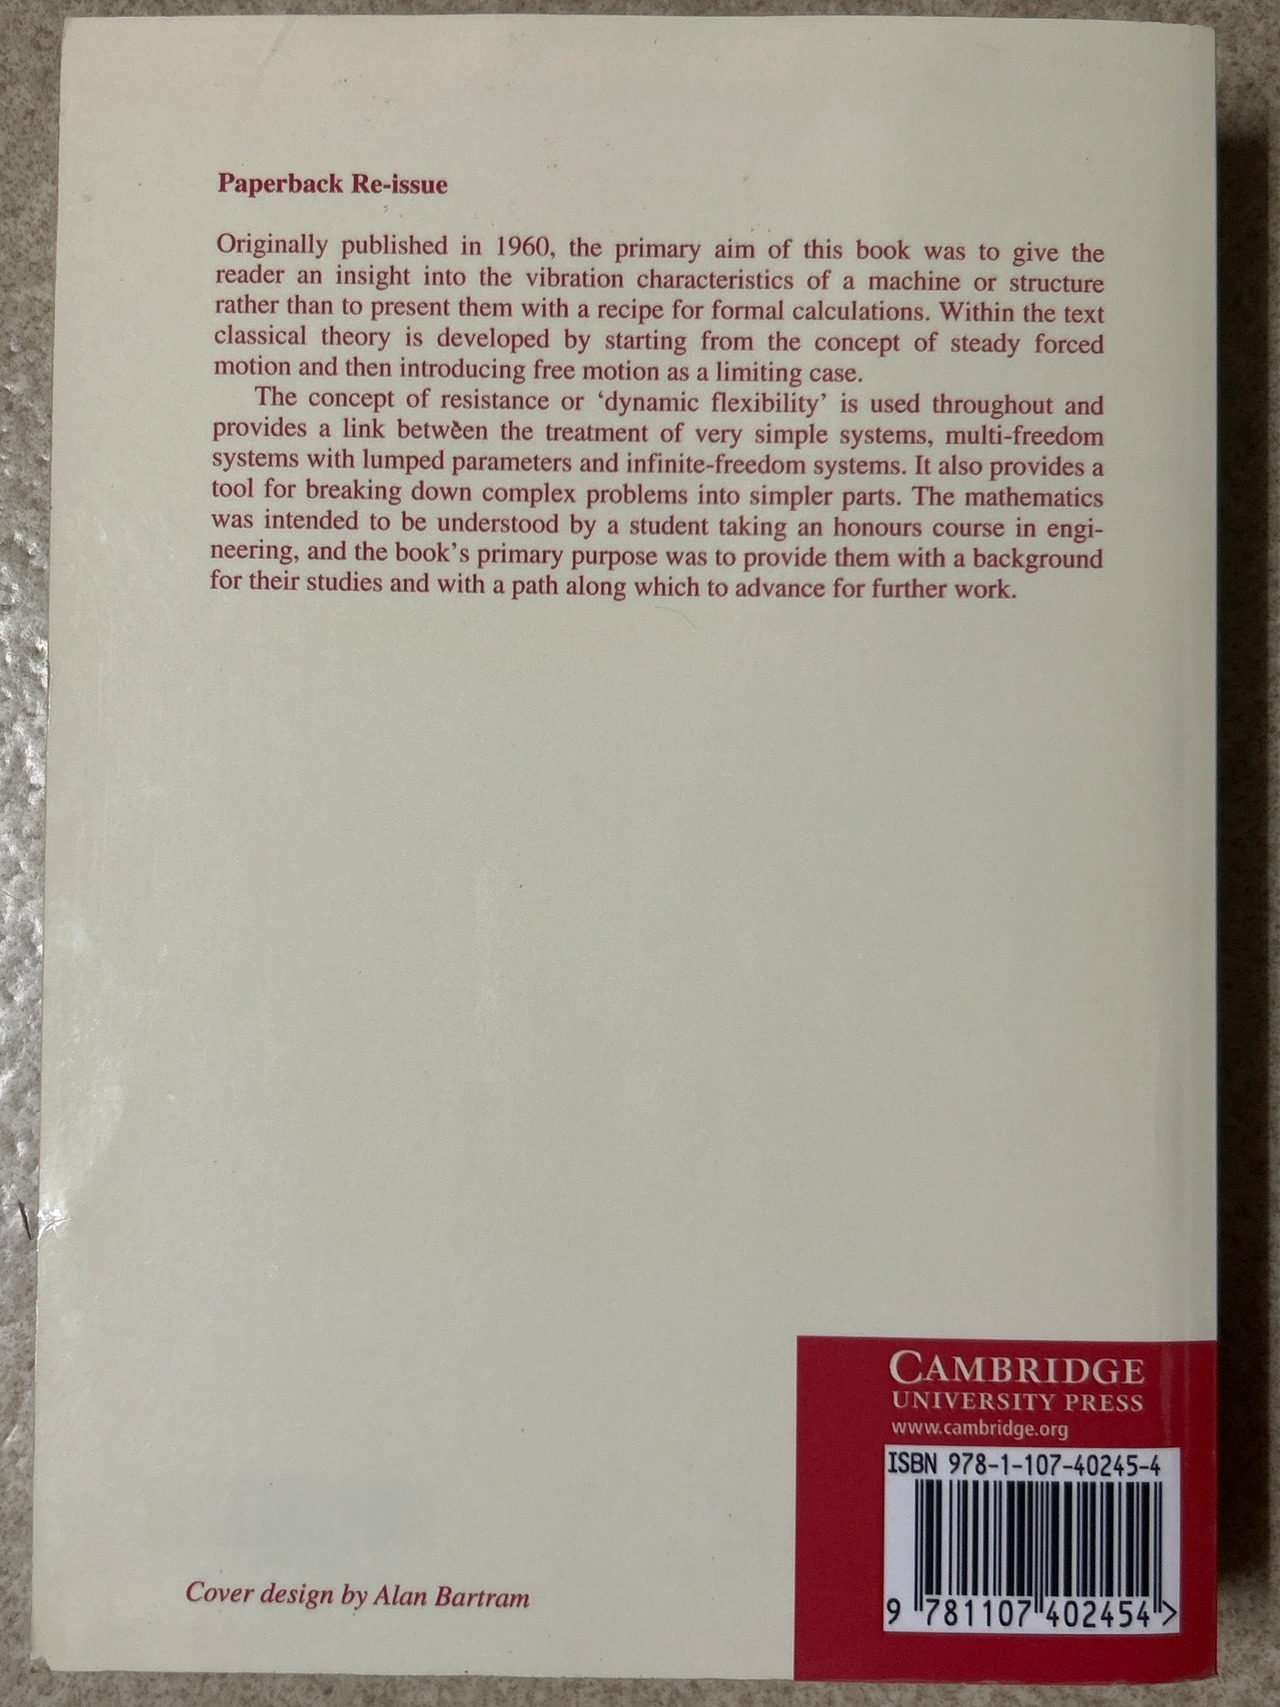 Paperback Re-issue
Originally published in 1960, the primary aim of this book was to give the
reader an insight into the vibration characteristics of a machine or structure
rather than to present them with a recipe for formal calculations. Within the text
classical theory is developed by starting from the concept of steady forced
motion and then introducing free motion as a limiting case.
The concept of resistance or ‘dynamic flexibility’ is used throughout and
provides a link between the treatment of very simple systems, multi-freedom
systems with lumped parameters and infinite-freedom systems. It also provides a
tool for breaking down complex problems into simpler parts. The mathematics
was intended to be understood by a student taking an honours course in engi-
neering, and the book’s primary purpose was to provide them with a background
for their studies and with a path along which to advance for further work.
CAMBRIDGE
UNIVERSITY PRESS
www.cambridge.org
ISBN 978-1-107-40245-4
9 781107 402454 >
Cover design by Alan Bartram